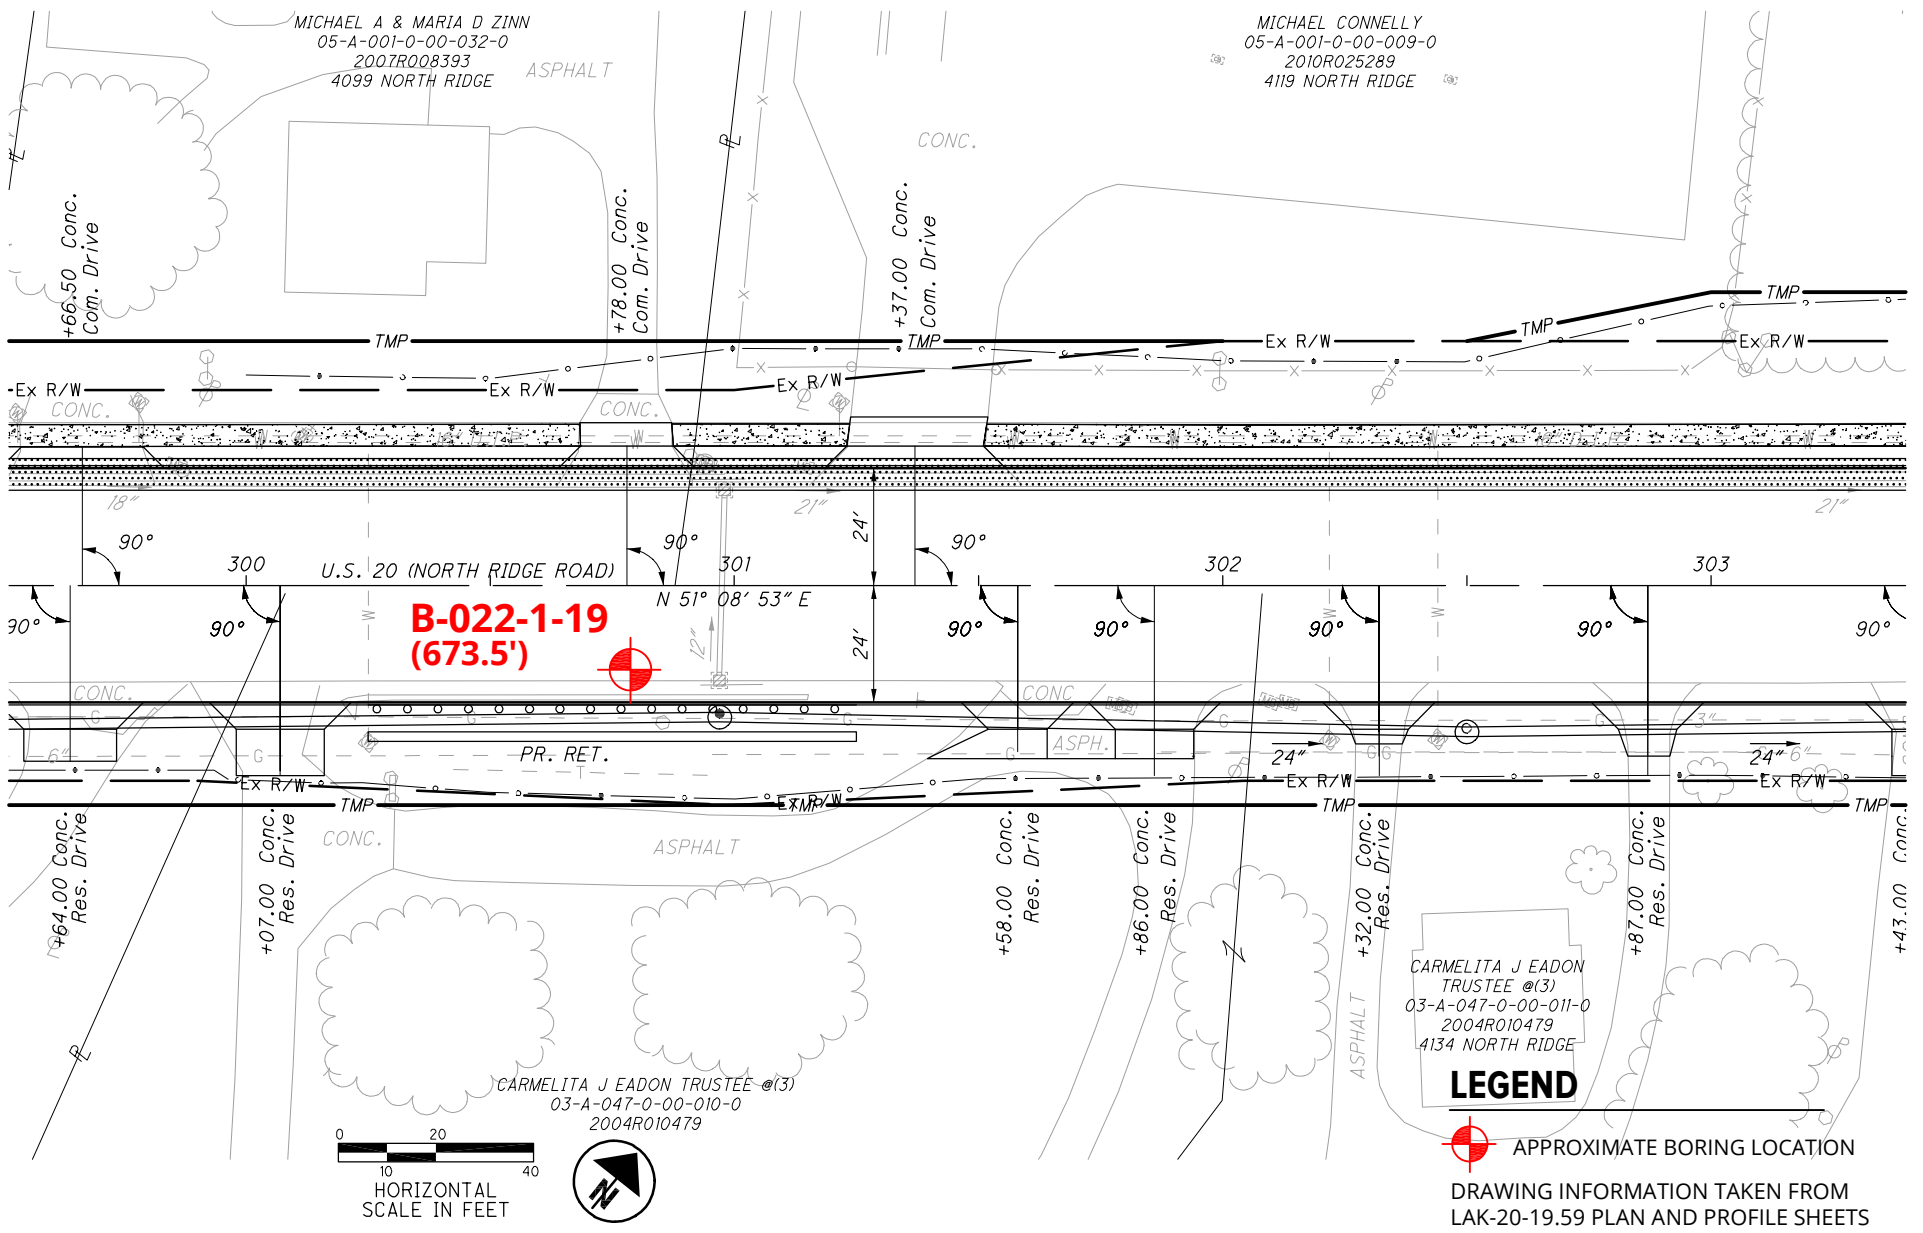 MICHAEL A & MARIA D ZINN
05-A-001-0-00-032-0
2007R008393
4099 NORTH RIDGE
ASPHALT
MICHAEL CONNELLY
05-A-001-0-00-009-0
2010R025289
4119 NORTH RIDGE
CONC.
+66.50 Conc.
Com. Drive
+78.00 Conc.
Com. Drive
+37.00 Conc.
Com. Drive
TMP
TMP
TMP
TMP
Ex R/W
Ex R/W
Ex R/W
Ex R/W
Ex R/W
CONC.
CONC.
18"
21"
21"
24'
90°
90°
90°
300
301
302
303
U.S. 20 (NORTH RIDGE ROAD)
N 51° 08' 53" E
B-022-1-19
(673.5')
12"
24'
90°
90°
90°
90°
90°
90°
90°
CONC.
CONC
ASPH.
PR. RET.
6"
3"
24"
24"
6"
Ex R/W
Ex R/W
Ex R/W
Ex R/W
TMP
TMP
TMP
TMP
CONC.
ASPHALT
+64.00 Conc.
Res. Drive
+07.00 Conc.
Res. Drive
+58.00 Conc.
Res. Drive
+86.00 Conc.
Res. Drive
+32.00 Conc.
Res. Drive
+87.00 Conc.
Res. Drive
+43.00 Conc.
ASPHALT
CARMELITA J EADON
TRUSTEE @(3)
03-A-047-0-00-011-0
2004R010479
4134 NORTH RIDGE
CARMELITA J EADON TRUSTEE @(3)
03-A-047-0-00-010-0
2004R010479
0 20
10 40
HORIZONTAL
SCALE IN FEET
N
LEGEND
APPROXIMATE BORING LOCATION
DRAWING INFORMATION TAKEN FROM
LAK-20-19.59 PLAN AND PROFILE SHEETS